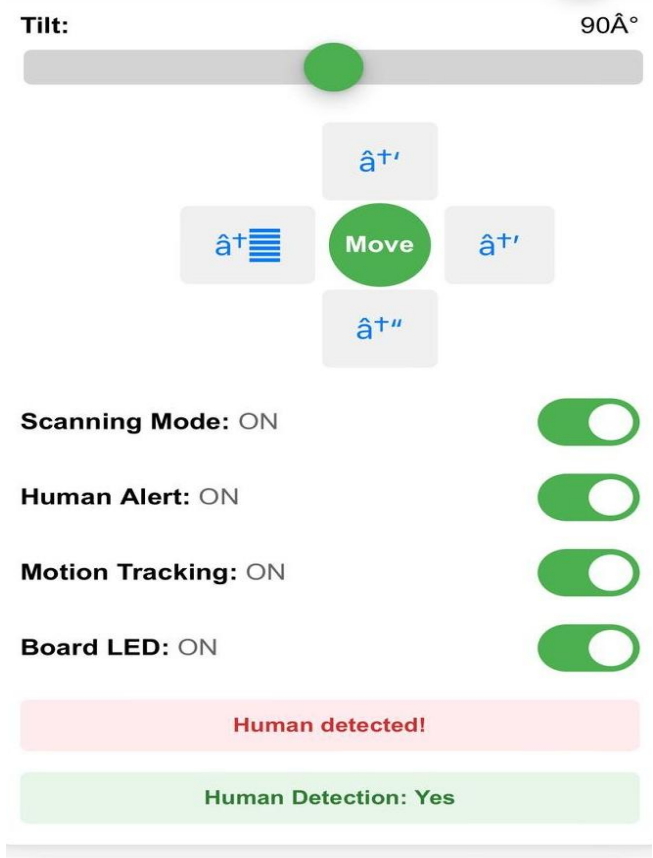 Tilt: 90Â°
â†‘
â†
Move
â†’
â†“
Scanning Mode: ON
Human Alert: ON
Motion Tracking: ON
Board LED: ON
Human detected!
Human Detection: Yes